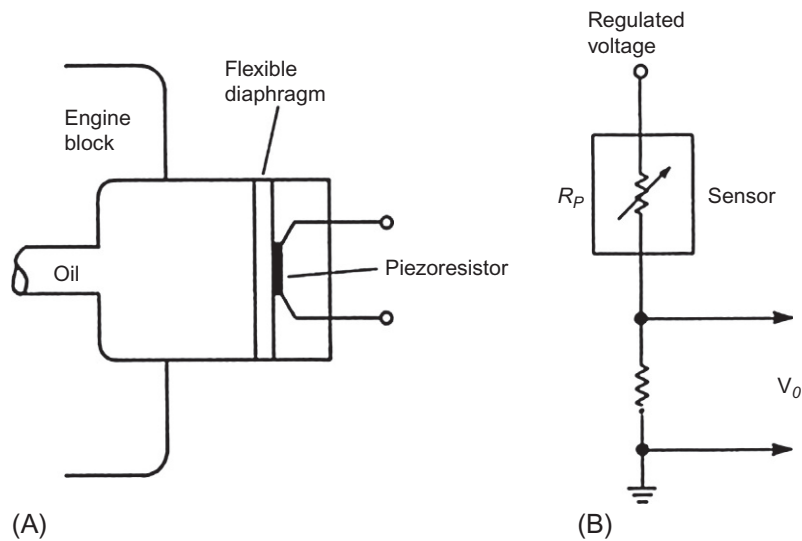 Engine
block
Flexible
diaphragm
Oil
Piezoresistor
(A)
Regulated
voltage
R_P
Sensor
V_0
(B)